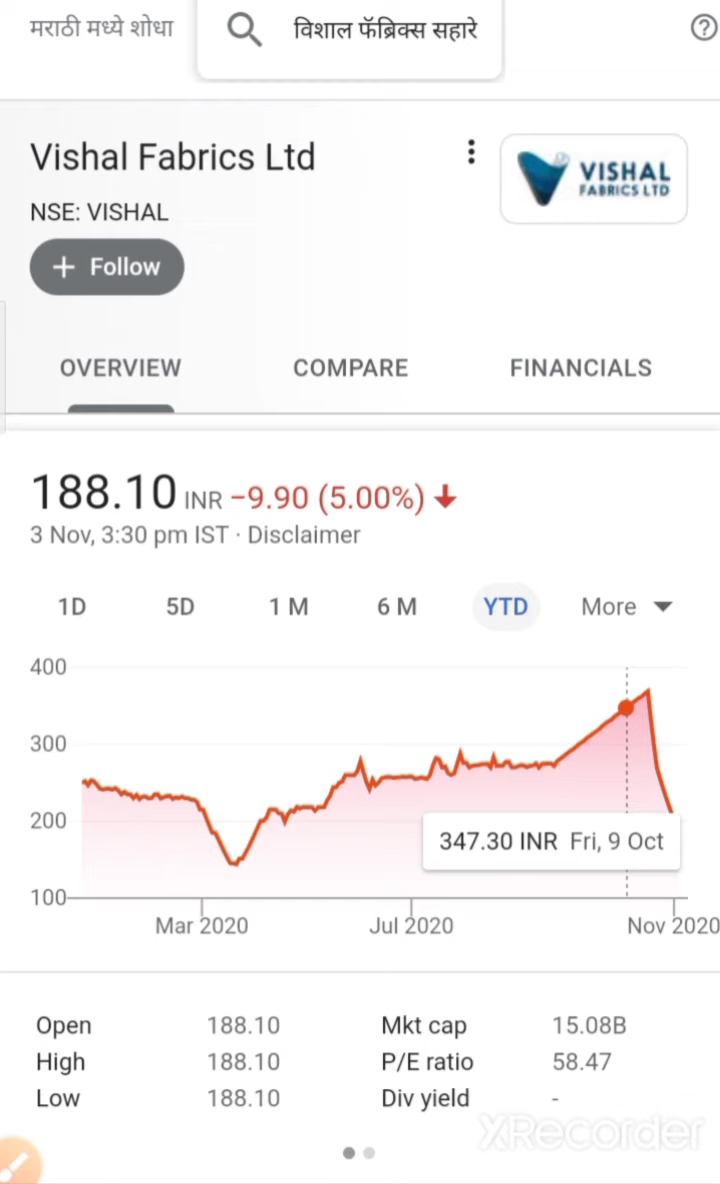 मराठी मध्ये शोधा
विशाल फॅब्रिक्स सहारे
Vishal Fabrics Ltd
VISHAL
FABRICS LTD
NSE: VISHAL
+ Follow
OVERVIEW COMPARE FINANCIALS
188.10 INR −9.90 (5.00%) ↓
3 Nov, 3:30 pm IST · Disclaimer
1D 5D 1 M 6 M YTD More
400
300
200
347.30 INR Fri, 9 Oct
100
Mar 2020 Jul 2020 Nov 2020
Open 188.10 Mkt cap 15.08B
High 188.10 P/E ratio 58.47
Low 188.10 Div yield -
XRecorder